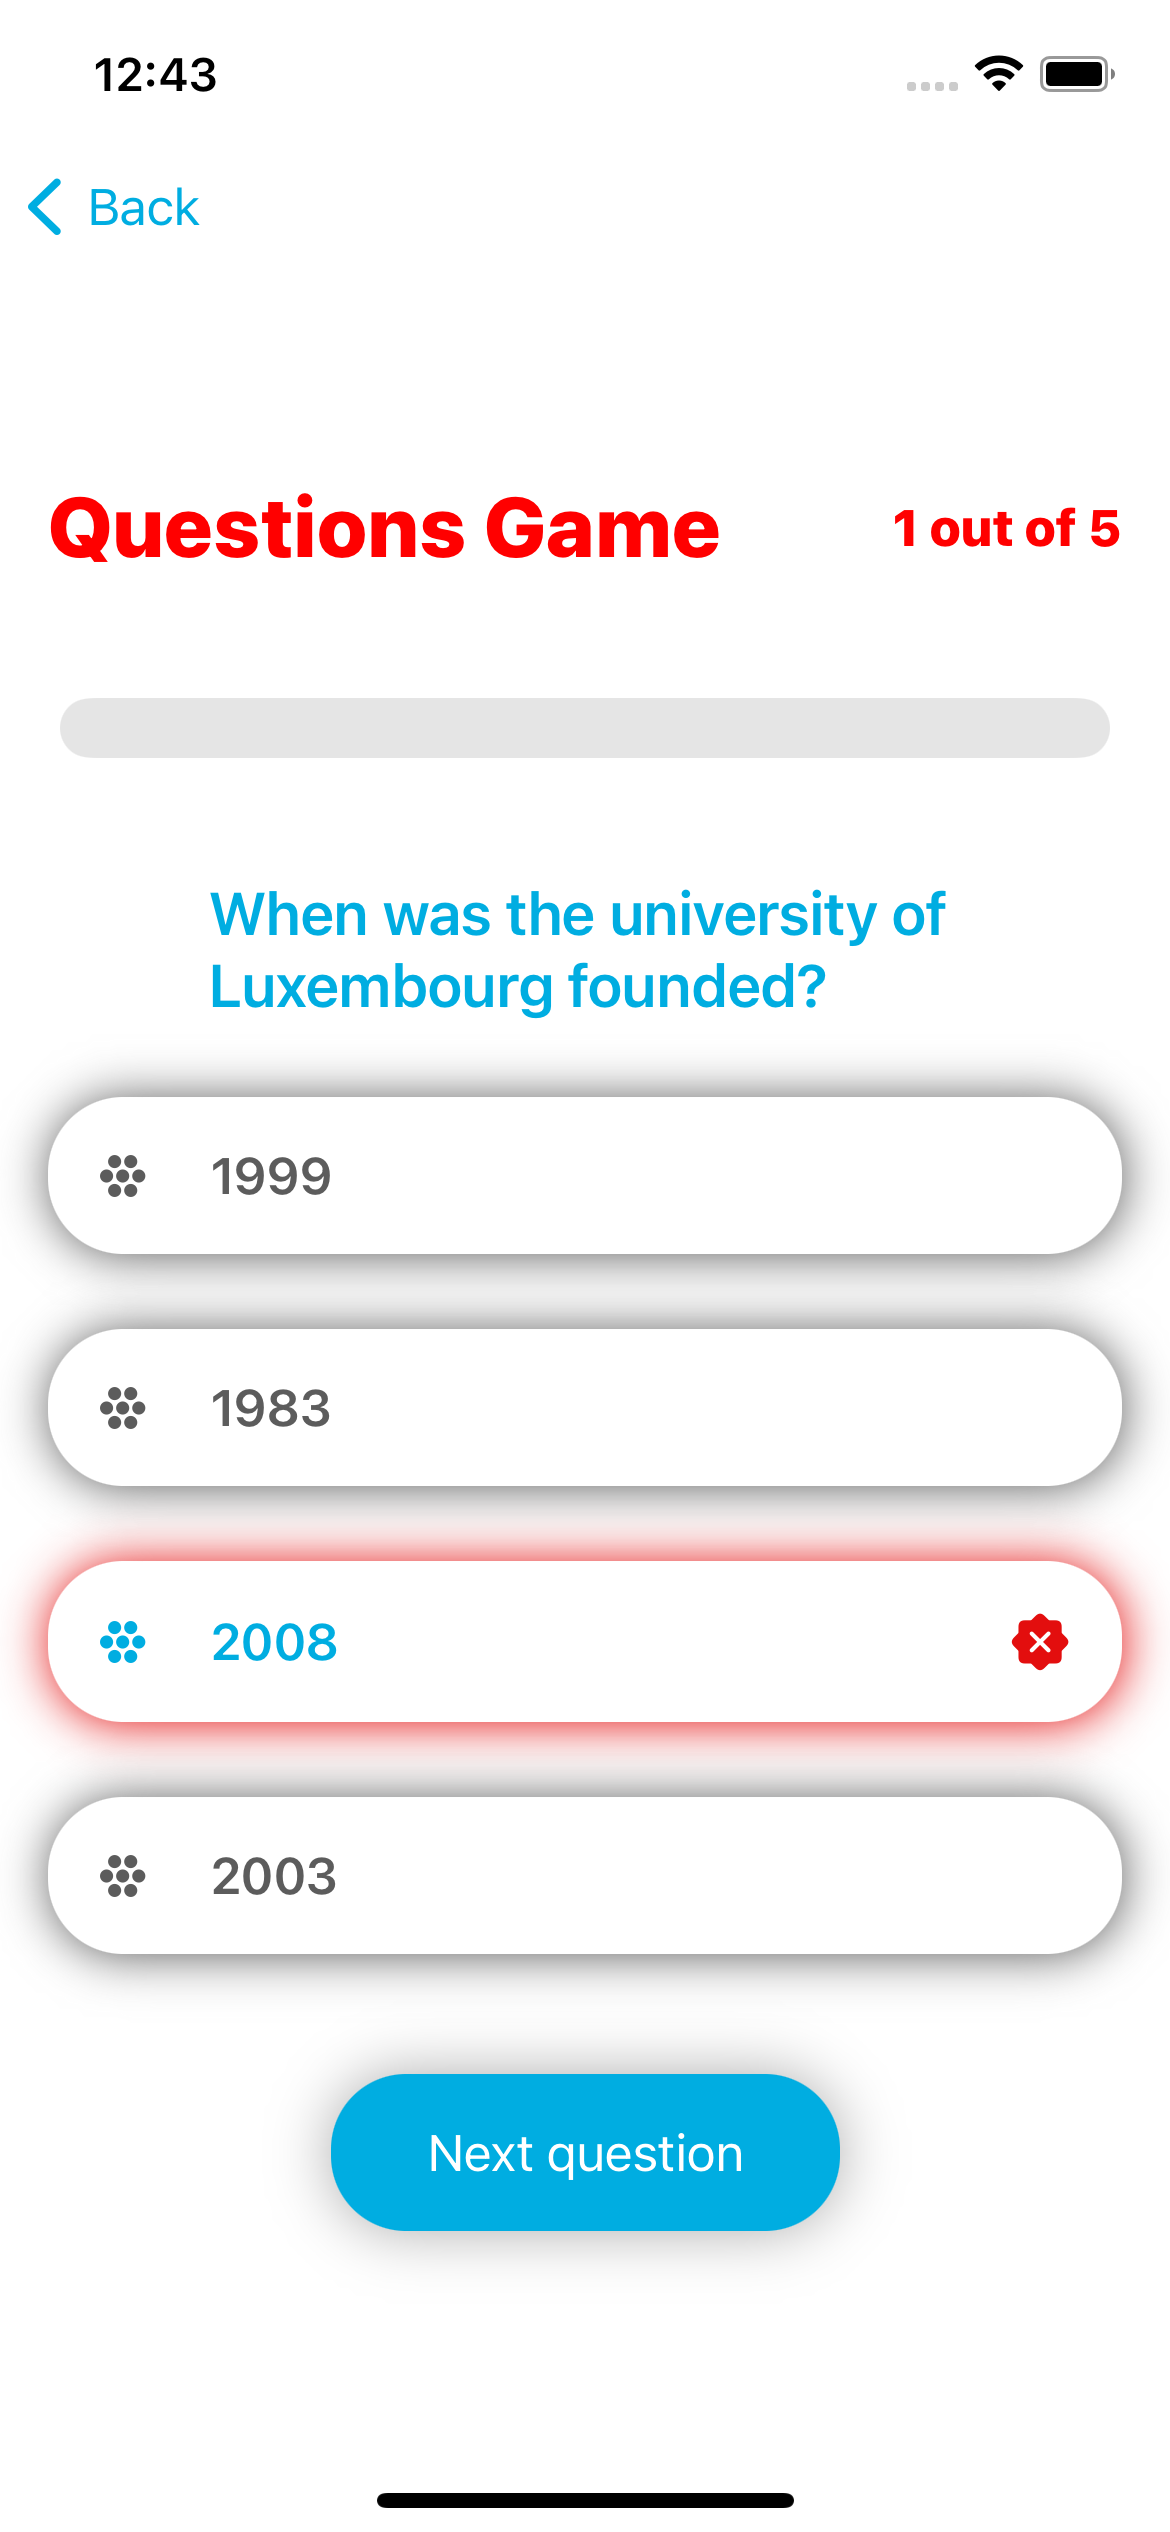 12:43
Back
Questions Game
1 out of 5
When was the university of
Luxembourg founded?
1999
1983
2008
2003
Next question